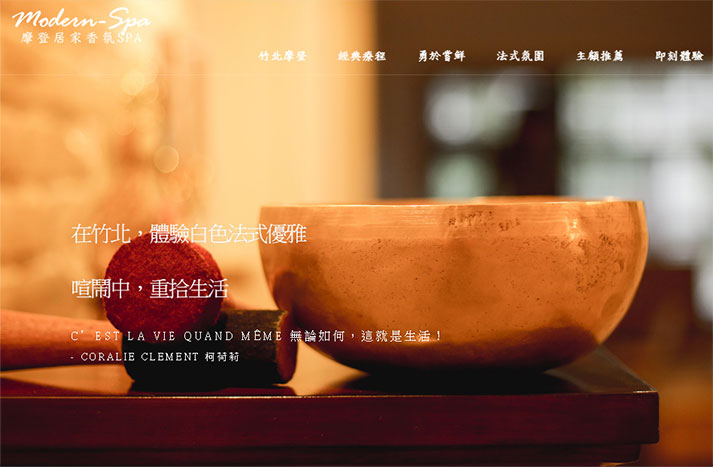 Modern-Spa
摩登居家香氛SPA
竹北摩登 經典療程 勇於嘗鮮 法式氛圍 主顧推薦 即刻體驗
在竹北，體驗白色法式優雅
喧鬧中，重拾生活
C’EST LA VIE QUAND MÊME 無論如何，這就是生活！
- CORALIE CLEMENT 柯荷莉